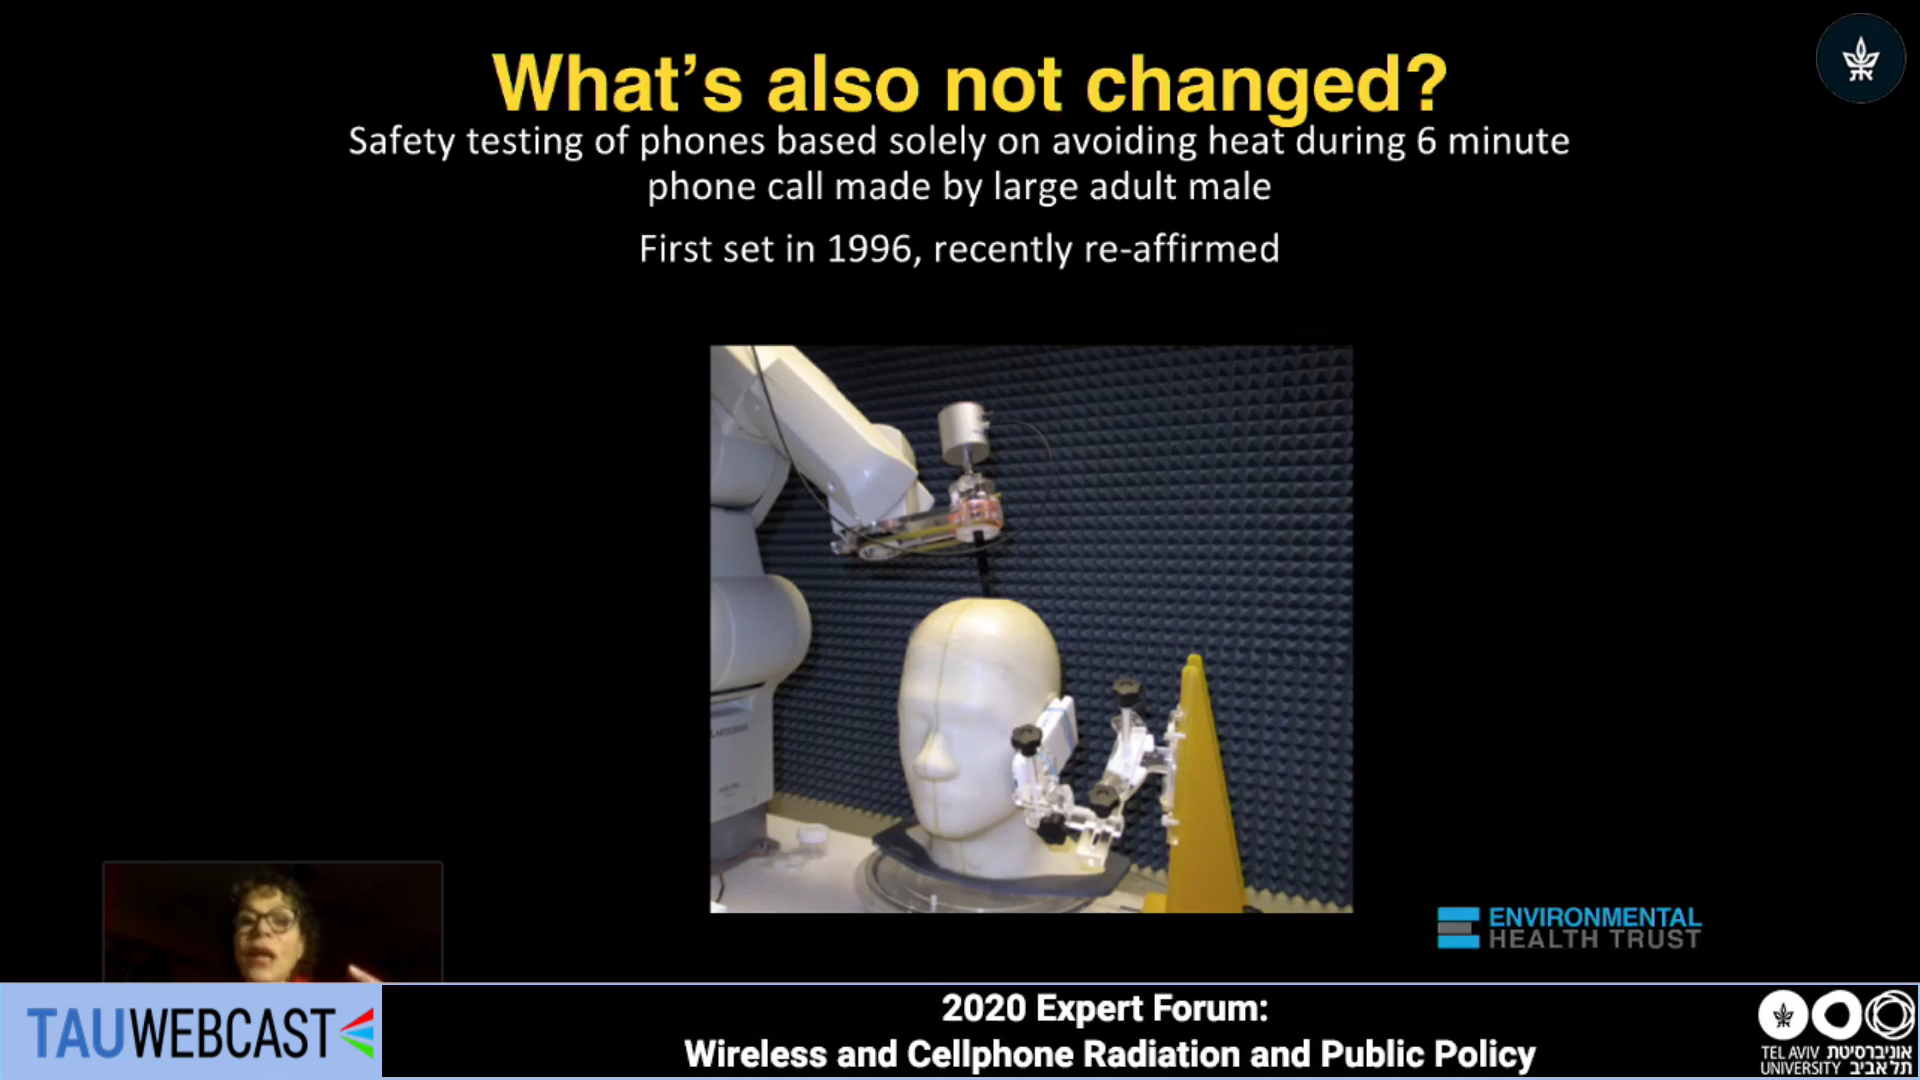 What's also not changed?
Safety testing of phones based solely on avoiding heat during 6 minute
phone call made by large adult male
First set in 1996, recently re-affirmed
ENVIRONMENTAL
HEALTH TRUST
TAUWEBCAST
2020 Expert Forum:
Wireless and Cellphone Radiation and Public Policy
TEL AVIV אוניברסיטת
UNIVERSITY תל אביב